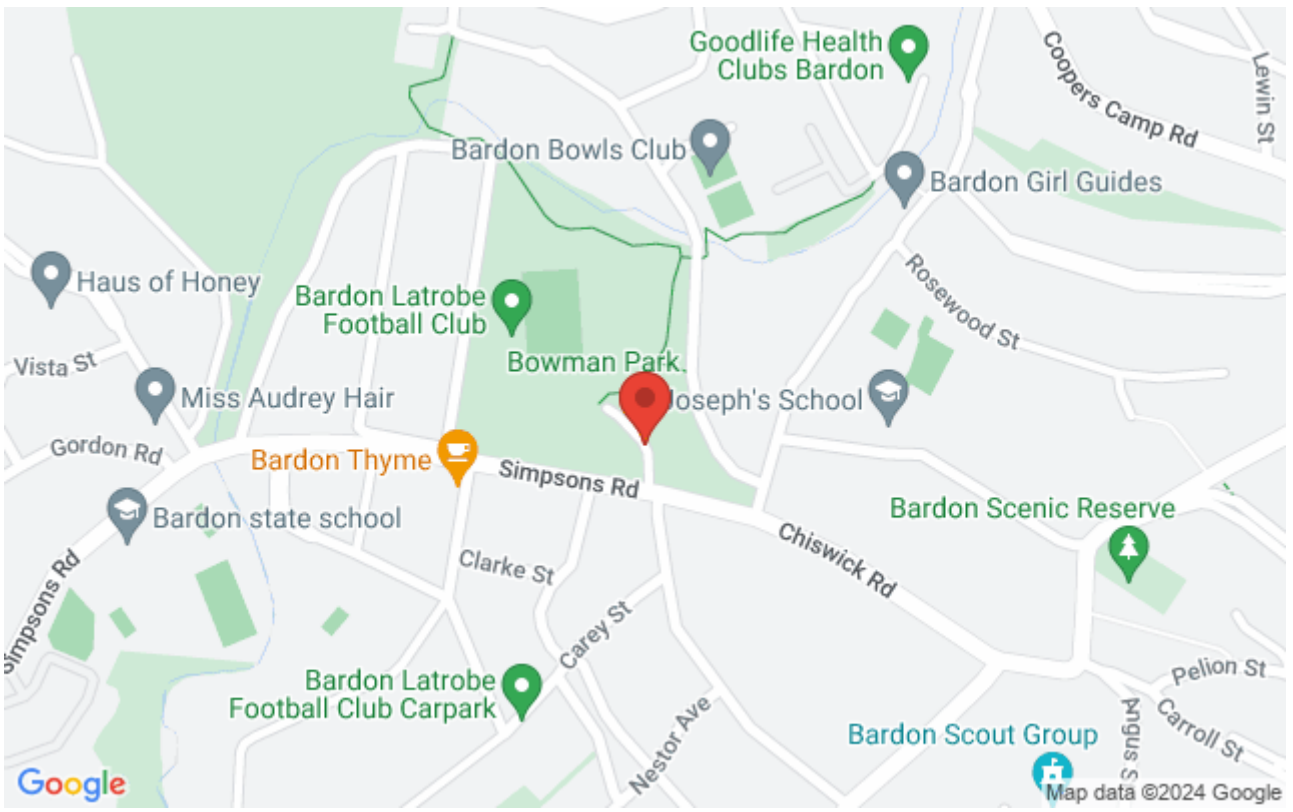 Goodlife Health
Clubs Bardon
Coopers Camp Rd
Lewin St
Bardon Bowls Club
Bardon Girl Guides
Haus of Honey
Bardon Latrobe
Football Club
Rosewood St
Vista St
Bowman Park
Miss Audrey Hair
Joseph's School
Gordon Rd
Bardon Thyme
Simpsons Rd
Bardon state school
Bardon Scenic Reserve
Chiswick Rd
Clarke St
Simpsons Rd
Carey St
Bardon Latrobe
Football Club Carpark
Pelion St
Nestor Ave
Angus S
Carroll St
Bardon Scout Group
Google
Map data ©2024 Google